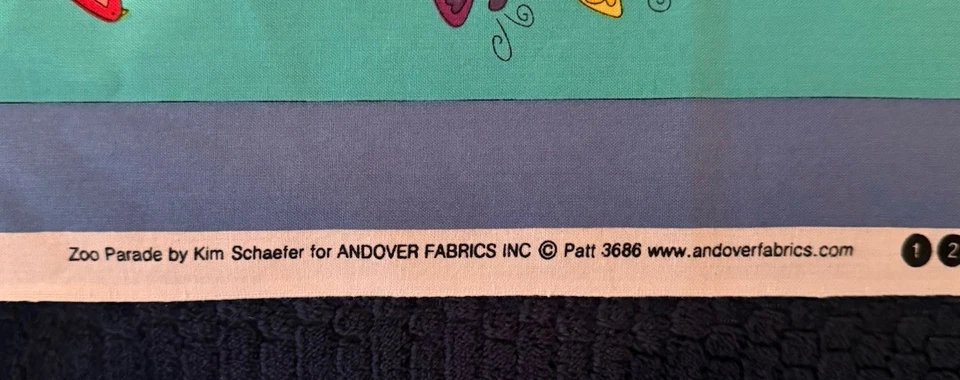 Zoo Parade by Kim Schaefer for ANDOVER FABRICS INC © Patt 3686 www.andoverfabrics.com 1 2